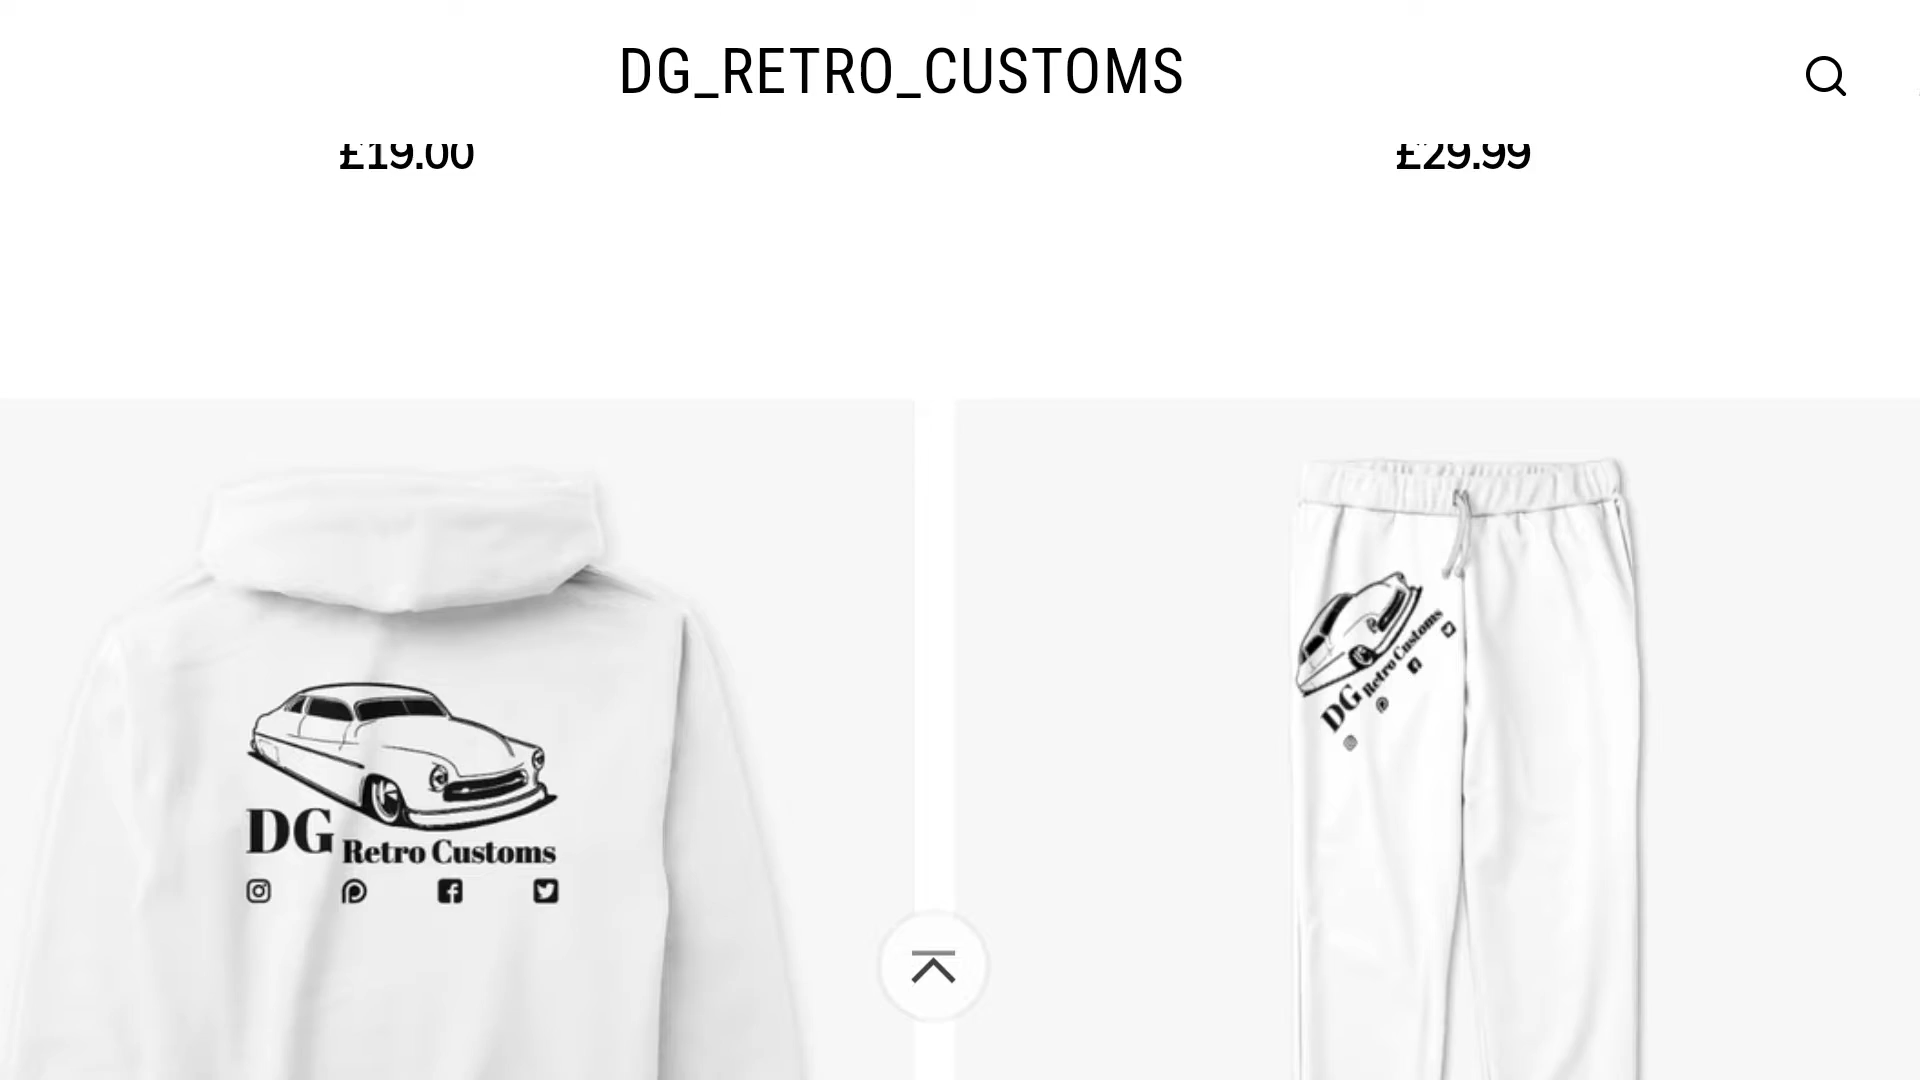 DG_RETRO_CUSTOMS
£19.00
£29.99
DG Retro Customs
DG Retro Customs